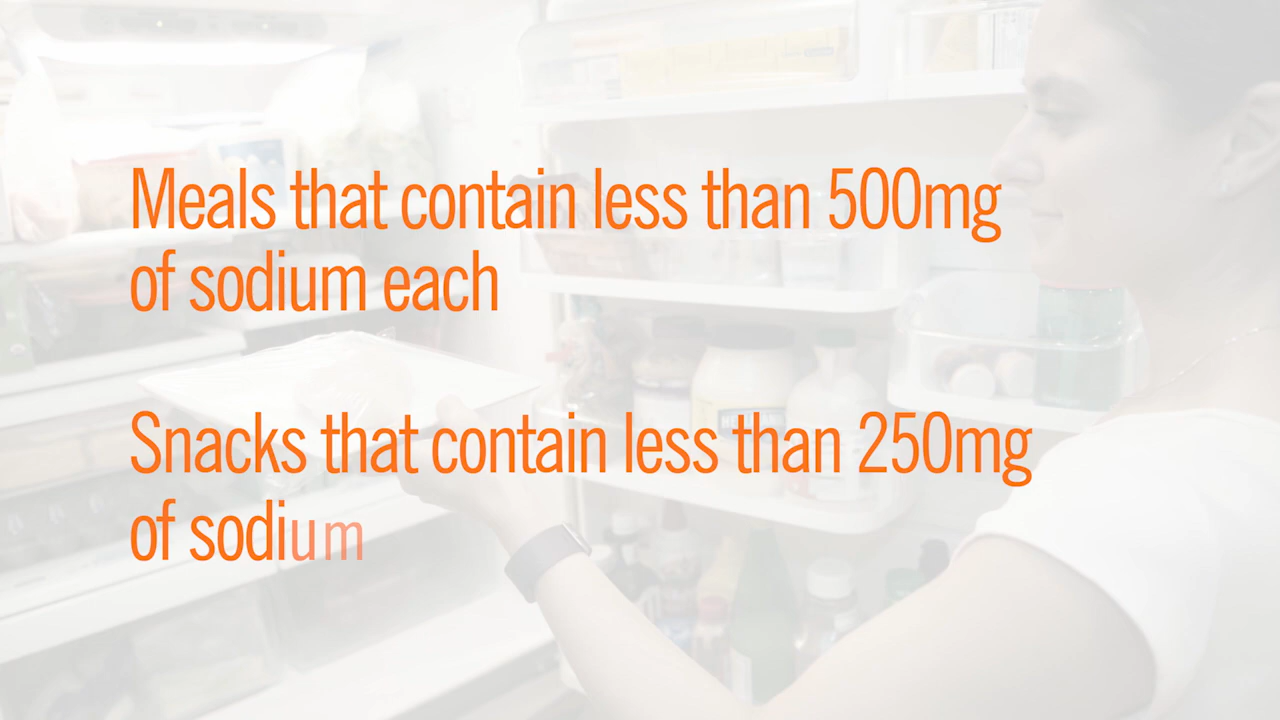 Meals that contain less than 500mg
of sodium each
Snacks that contain less than 250mg
of sodium